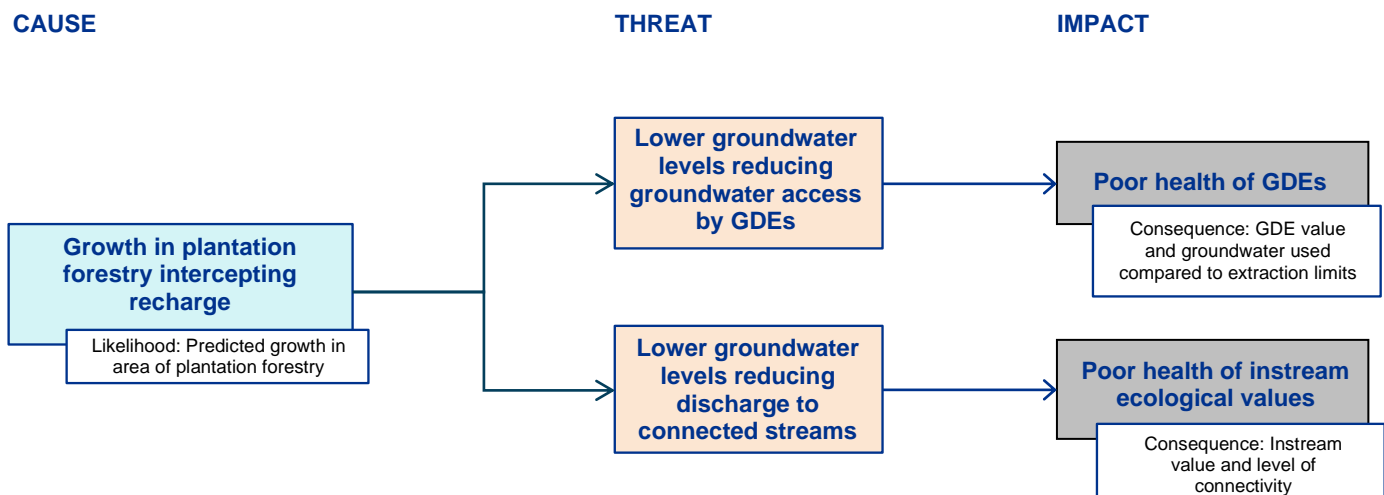 CAUSE
THREAT
IMPACT
Growth in plantation
forestry intercepting
recharge
Likelihood: Predicted growth in
area of plantation forestry
Lower groundwater
levels reducing
groundwater access
by GDEs
Poor health of GDEs
Consequence: GDE value
and groundwater used
compared to extraction limits
Lower groundwater
levels reducing
discharge to
connected streams
Poor health of instream
ecological values
Consequence: Instream
value and level of
connectivity